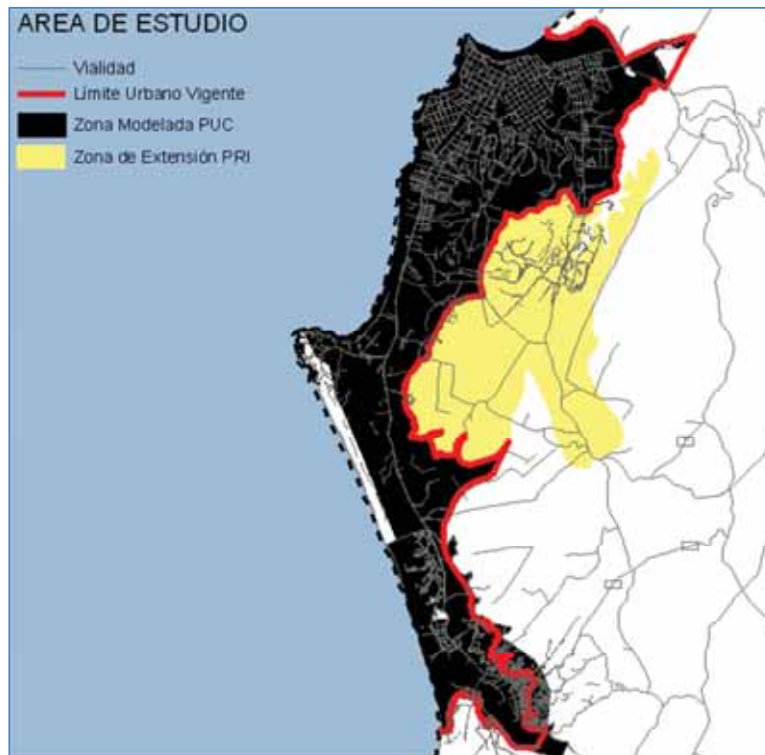 AREA DE ESTUDIO
Vialidad
Límite Urbano Vigente
Zona Modelada PUC
Zona de Extensión PRI